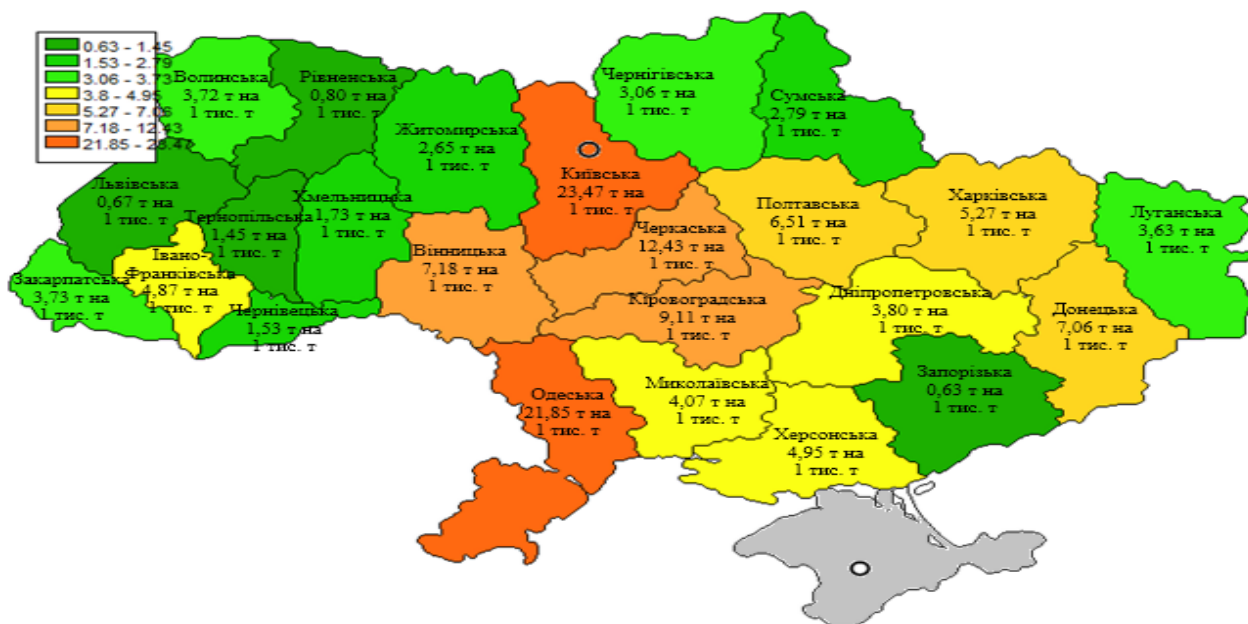 0.63 - 1.45
1.53 - 2.79
3.06 - 3.73
3.8 - 4.95
5.27 - 7.06
7.18 - 12.43
21.85 - 23.47
Волинська
3,72 т на
1 тис. т
Рівненська
0,80 т на
1 тис. т
Житомирська
2,65 т на
1 тис. т
Київська
23,47 т на
1 тис. т
Чернігівська
3,06 т на
1 тис. т
Сумська
2,79 т на
1 тис. т
Львівська
0,67 т на
1 тис. т
Тернопільська
1,45 т на
1 тис. т
Хмельницька
1,73 т на
1 тис. т
Вінницька
7,18 т на
1 тис. т
Черкаська
12,43 т на
1 тис. т
Полтавська
6,51 т на
1 тис. т
Харківська
5,27 т на
1 тис. т
Луганська
3,63 т на
1 тис. т
Закарпатська
3,73 т на
1 тис. т
Івано-
Франківська
4,87 т на
1 тис. т
Чернівецька
1,53 т на
1 тис. т
Кіровоградська
9,11 т на
1 тис. т
Дніпропетровська
3,80 т на
1 тис. т
Донецька
7,06 т на
1 тис. т
Одеська
21,85 т на
1 тис. т
Миколаївська
4,07 т на
1 тис. т
Запорізька
0,63 т на
1 тис. т
Херсонська
4,95 т на
1 тис. т